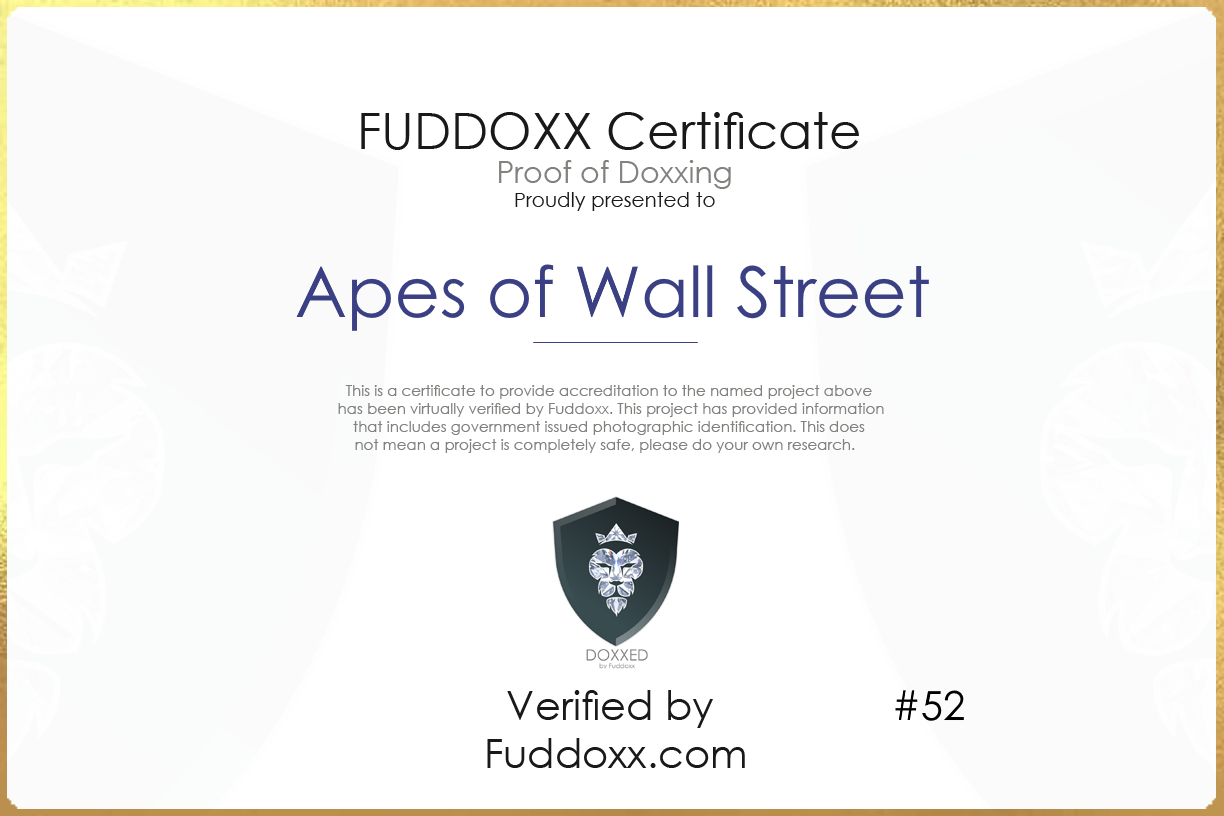 FUDDOXX Certificate
Proof of Doxxing
Proudly presented to
Apes of Wall Street
This is a certificate to provide accreditation to the named project above
has been virtually verified by Fuddoxx. This project has provided information
that includes government issued photographic identification. This does
not mean a project is completely safe, please do your own research.
DOXXED
by Fuddoxx
Verified by
#52
Fuddoxx.com